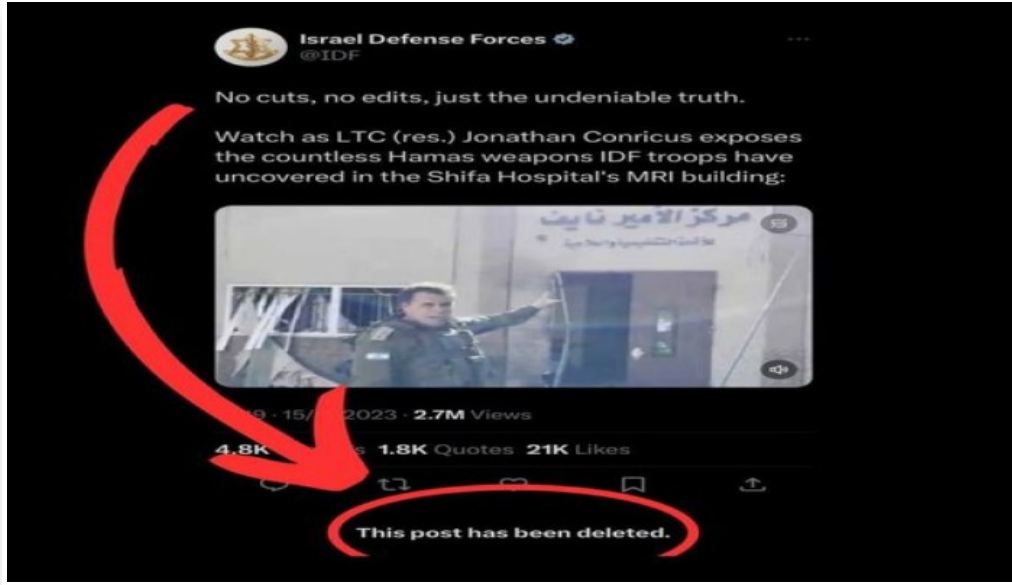 Israel Defense Forces
@IDF
No cuts, no edits, just the undeniable truth.
Watch as LTC (res.) Jonathan Conricus exposes
the countless Hamas weapons IDF troops have
uncovered in the Shifa Hospital's MRI building:
مركز الأمير نايف
2023 · 2.7M Views
4.8K 1.8K Quotes 21K Likes
This post has been deleted.